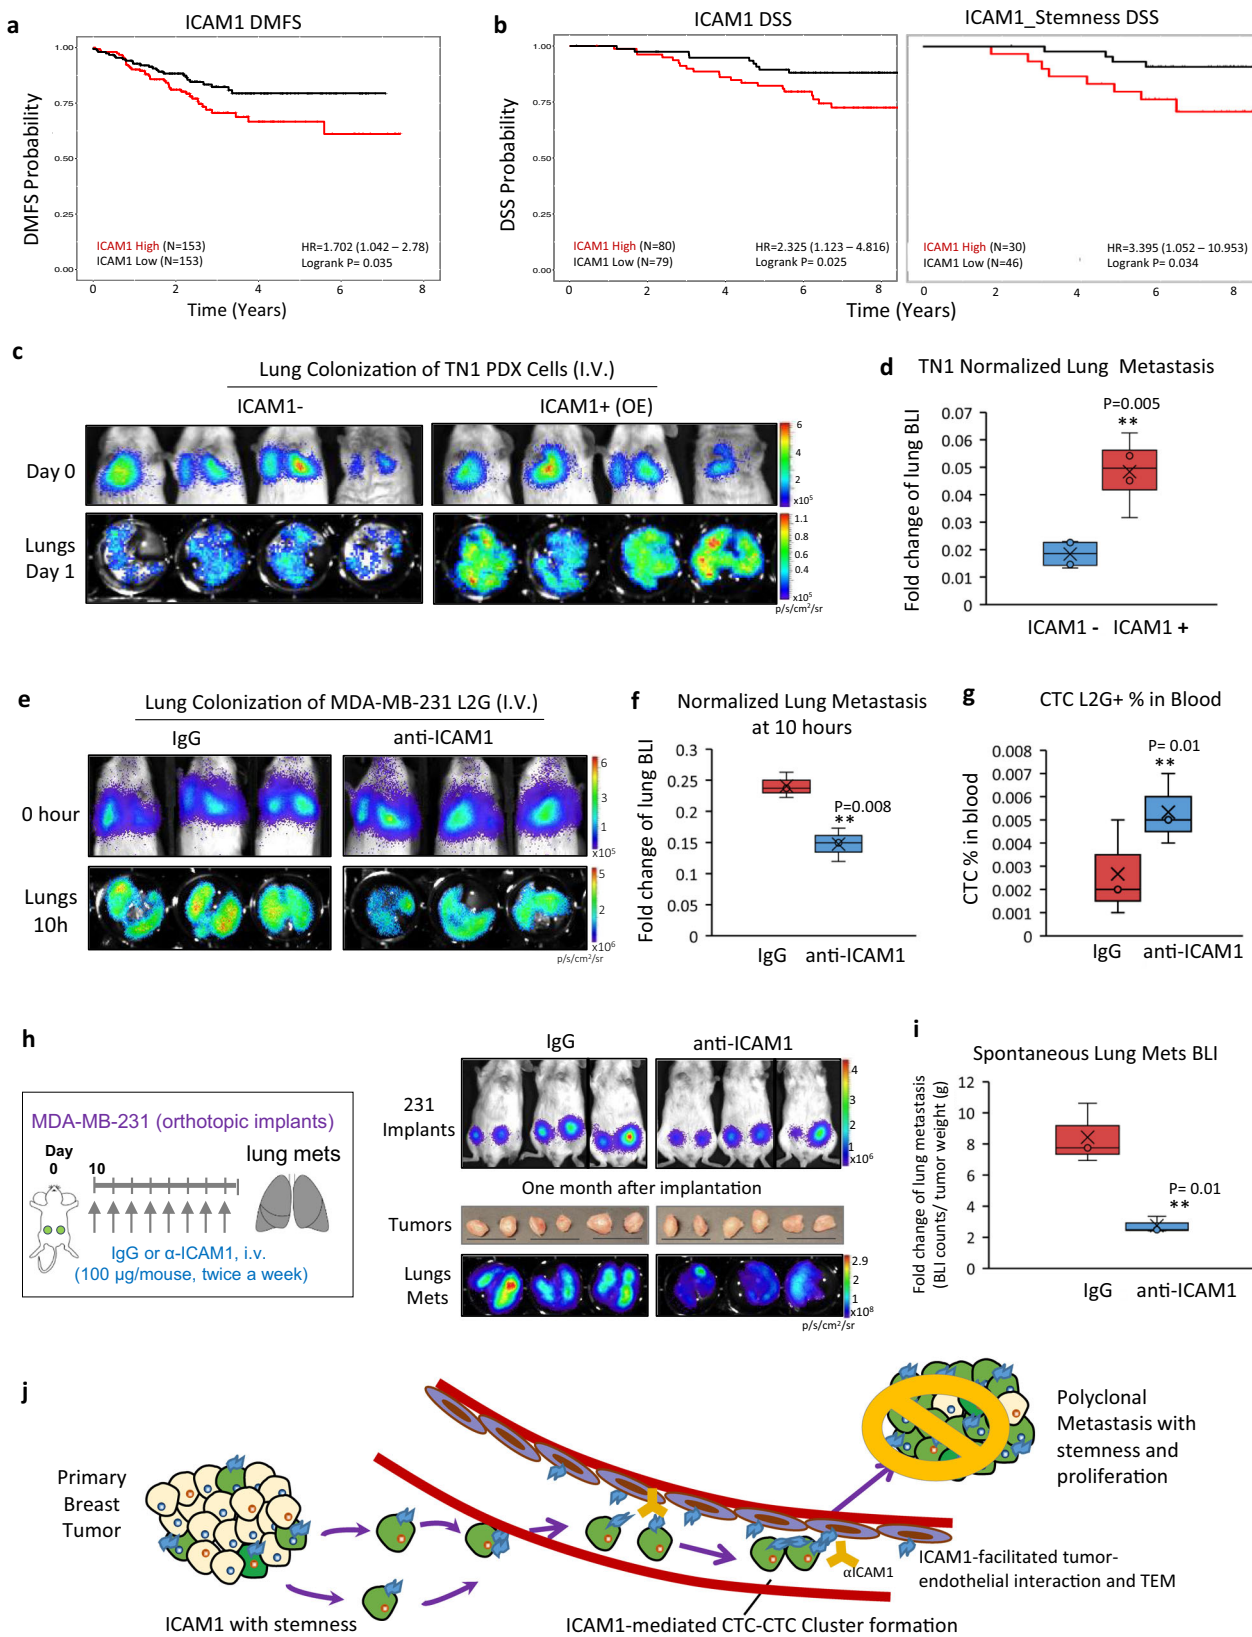 a
ICAM1 DMFS
DMFS Probability
1.00
0.75
0.50
0.25
0.00
ICAM1 High (N=153)
ICAM1 Low (N=153)
HR=1.702 (1.042 – 2.78)
Logrank P= 0.035
0 2 4 6 8
Time (Years)
b
ICAM1 DSS
DSS Probability
1.00
0.75
0.50
0.25
0.00
ICAM1 High (N=80)
ICAM1 Low (N=79)
HR=2.325 (1.123 – 4.816)
Logrank P= 0.025
0 2 4 6 8
ICAM1_Stemness DSS
ICAM1 High (N=30)
ICAM1 Low (N=46)
HR=3.395 (1.052 – 10.953)
Logrank P= 0.034
0 2 4 6 8
Time (Years)
c
Lung Colonization of TN1 PDX Cells (I.V.)
ICAM1-
ICAM1+ (OE)
Day 0
6
4
2
x10⁵
Lungs
Day 1
1.1
0.8
0.6
0.4
x10⁵
p/s/cm²/sr
d
TN1 Normalized Lung Metastasis
Fold change of lung BLI
0.07
0.06
0.05
0.04
0.03
0.02
0.01
0
P=0.005
**
ICAM1 - ICAM1 +
e
Lung Colonization of MDA-MB-231 L2G (I.V.)
IgG
anti-ICAM1
0 hour
6
3
1
x10⁵
Lungs
10h
5
2
x10⁶
p/s/cm²/sr
f
Normalized Lung Metastasis
at 10 hours
Fold change of lung BLI
0.3
0.25
0.20
0.15
0.1
0.05
0
P=0.008
**
IgG anti-ICAM1
g
CTC L2G+ % in Blood
CTC % in blood
0.008
0.007
0.006
0.005
0.004
0.003
0.002
0.001
P= 0.01
**
IgG anti-ICAM1
h
MDA-MB-231 (orthotopic implants)
Day
0 10
lung mets
IgG or α-ICAM1, i.v.
(100 µg/mouse, twice a week)
IgG
anti-ICAM1
231
Implants
4
3
2
1
x10⁶
One month after implantation
Tumors
Lungs
Mets
2.9
2
1
x10⁸
p/s/cm²/sr
i
Spontaneous Lung Mets BLI
Fold change of lung metastasis
(BLI counts/ tumor weight (g)
12
10
8
6
4
2
0
P= 0.01
**
IgG anti-ICAM1
j
Primary
Breast
Tumor
ICAM1 with stemness
ICAM1-mediated CTC-CTC Cluster formation
αICAM1
ICAM1-facilitated tumor-
endothelial interaction and TEM
Polyclonal
Metastasis with
stemness and
proliferation